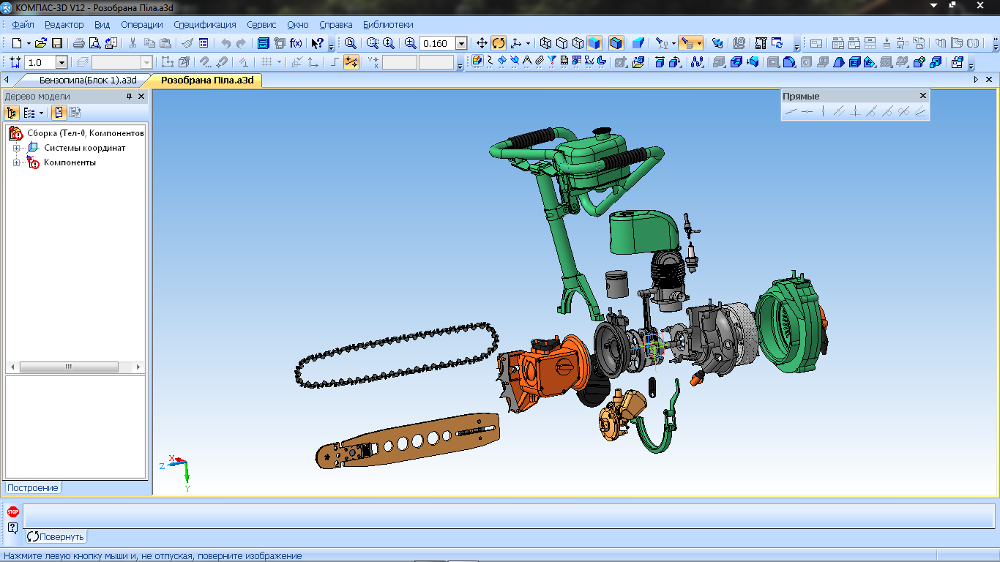 КОМПАС-3D V12 - Розобрана Піла.a3d
Файл Редактор Вид Операции Спецификация Сервис Окно Справка Библиотеки
0.160
f(x)
1.0
Бензопила(Блок 1).a3d Розобрана Піла.a3d
Дерево модели
Прямые
Сборка (Тел-0, Компонентов
Системы координат
Компоненты
X
Z
Y
Построение
STOP
Повернуть
Нажмите левую кнопку мыши и, не отпуская, поверните изображение